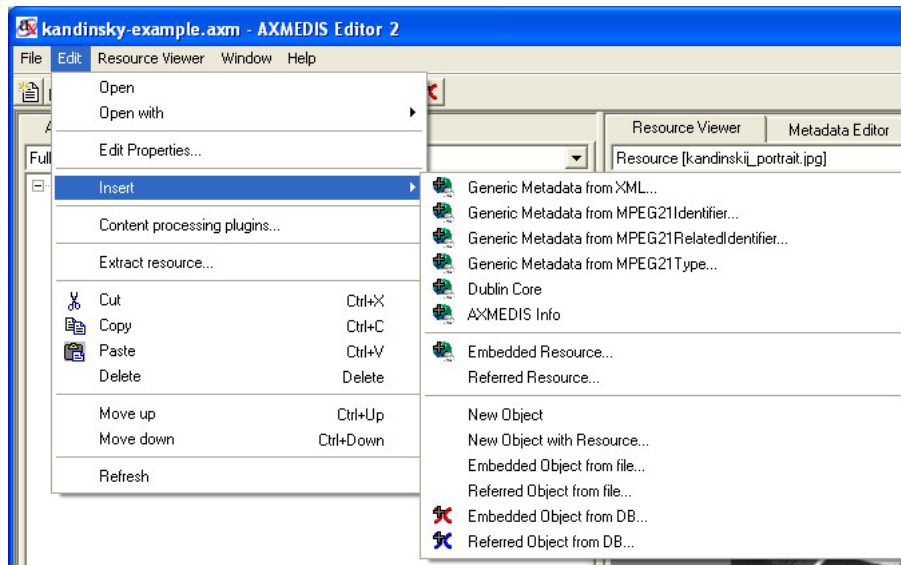 kandinsky-example.axm - AXMEDIS Editor 2
File Edit Resource Viewer Window Help
Open
Open with
Edit Properties...
Insert
Content processing plugins...
Extract resource...
Cut Ctrl+X
Copy Ctrl+C
Paste Ctrl+V
Delete Delete
Move up Ctrl+Up
Move down Ctrl+Down
Refresh
Resource Viewer Metadata Editor
Resource [kandinskij_portrait.jpg]
Generic Metadata from XML...
Generic Metadata from MPEG21Identifier...
Generic Metadata from MPEG21RelatedIdentifier...
Generic Metadata from MPEG21Type...
Dublin Core
AXMEDIS Info
Embedded Resource...
Referred Resource...
New Object
New Object with Resource...
Embedded Object from file...
Referred Object from file...
Embedded Object from DB...
Referred Object from DB...